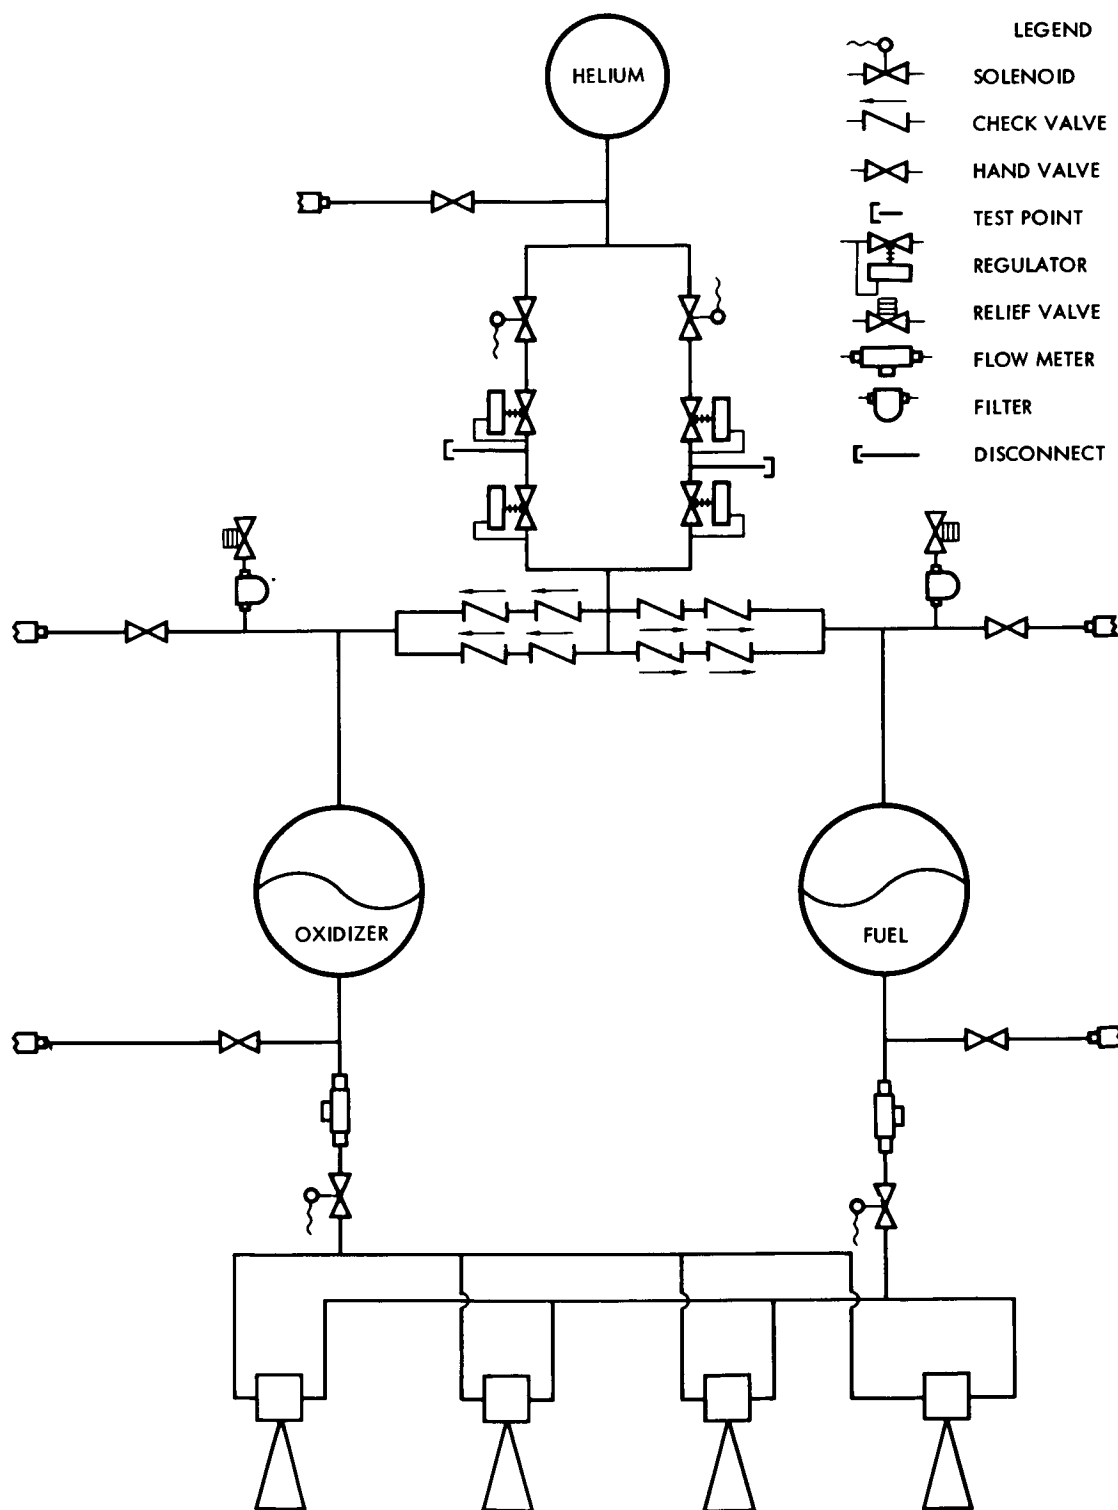 LEGEND
HELIUM
SOLENOID
CHECK VALVE
HAND VALVE
TEST POINT
REGULATOR
RELIEF VALVE
FLOW METER
FILTER
DISCONNECT
OXIDIZER
FUEL